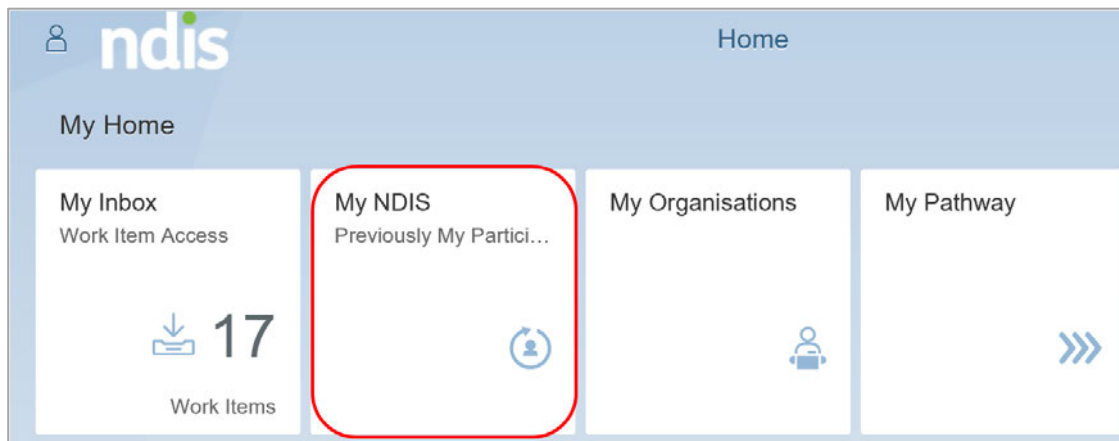 ndis
Home
My Home
My Inbox
Work Item Access
17
Work Items
My NDIS
Previously My Partici...
My Organisations
My Pathway